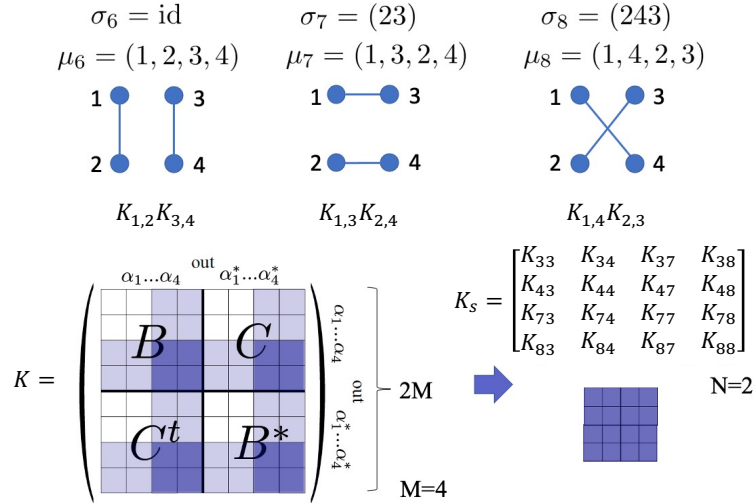 σ₆ = id
σ₇ = (23)
σ₈ = (243)
μ₆ = (1, 2, 3, 4)
μ₇ = (1, 3, 2, 4)
μ₈ = (1, 4, 2, 3)
1 3
1 3
1 3
2 4
2 4
2 4
K₁,₂K₃,₄
K₁,₃K₂,₄
K₁,₄K₂,₃
out
α₁...α₄ α₁*...α₄*
K =
B C
Cᵗ B*
α₁...α₄
out
α₁*...α₄*
2M
M=4
Kₛ =
K₃₃ K₃₄ K₃₇ K₃₈
K₄₃ K₄₄ K₄₇ K₄₈
K₇₃ K₇₄ K₇₇ K₇₈
K₈₃ K₈₄ K₈₇ K₈₈
N=2